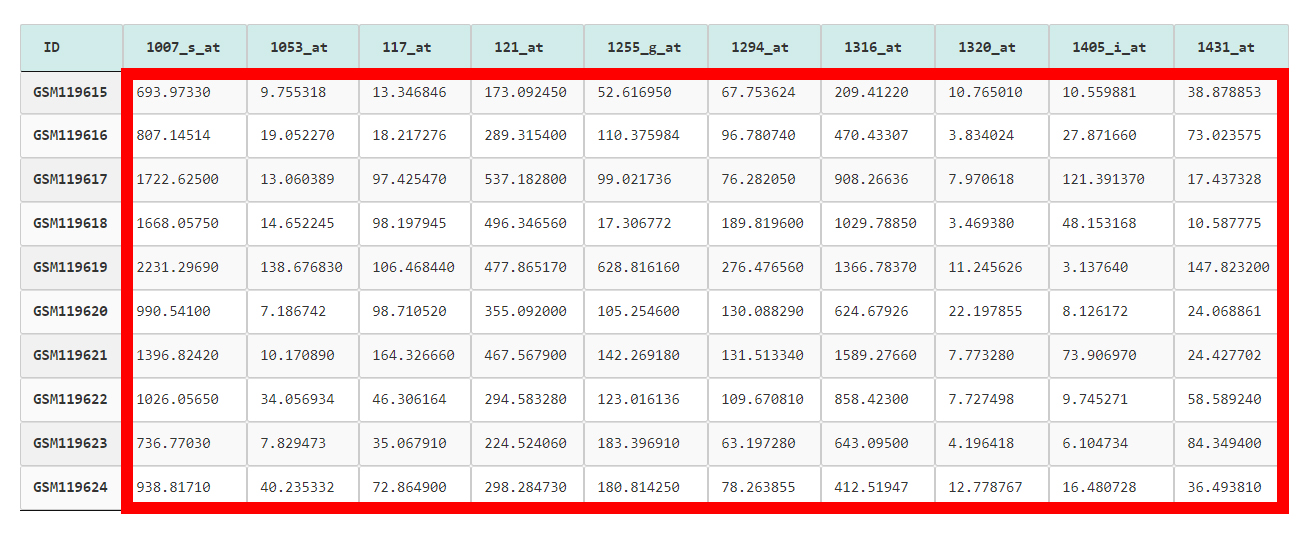 ID 1007_s_at 1053_at 117_at 121_at 1255_g_at 1294_at 1316_at 1320_at 1405_i_at 1431_at
GSM119615 693.97330 9.755318 13.346846 173.092450 52.616950 67.753624 209.41220 10.765010 10.559881 38.878853
GSM119616 807.14514 19.052270 18.217276 289.315400 110.375984 96.780740 470.43307 3.834024 27.871660 73.023575
GSM119617 1722.62500 13.060389 97.425470 537.182800 99.021736 76.282050 908.26636 7.970618 121.391370 17.437328
GSM119618 1668.05750 14.652245 98.197945 496.346560 17.306772 189.819600 1029.78850 3.469380 48.153168 10.587775
GSM119619 2231.29690 138.676830 106.468440 477.865170 628.816160 276.476560 1366.78370 11.245626 3.137640 147.823200
GSM119620 990.54100 7.186742 98.710520 355.092000 105.254600 130.088290 624.67926 22.197855 8.126172 24.068861
GSM119621 1396.82420 10.170890 164.326660 467.567900 142.269180 131.513340 1589.27660 7.773280 73.906970 24.427702
GSM119622 1026.05650 34.056934 46.306164 294.583280 123.016136 109.670810 858.42300 7.727498 9.745271 58.589240
GSM119623 736.77030 7.829473 35.067910 224.524060 183.396910 63.197280 643.09500 4.196418 6.104734 84.349400
GSM119624 938.81710 40.235332 72.864900 298.284730 180.814250 78.263855 412.51947 12.778767 16.480728 36.493810